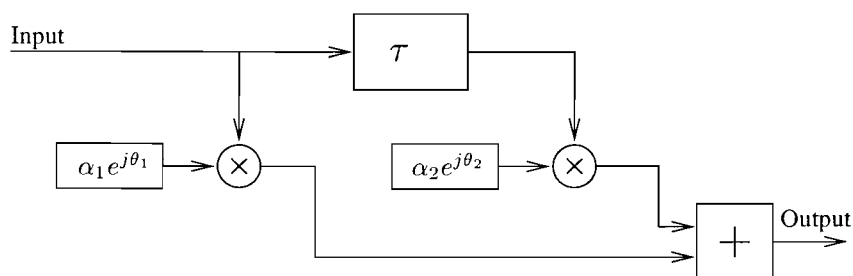 Input
τ
×
×
α₁e^{jθ₁}
α₂e^{jθ₂}
Output
+